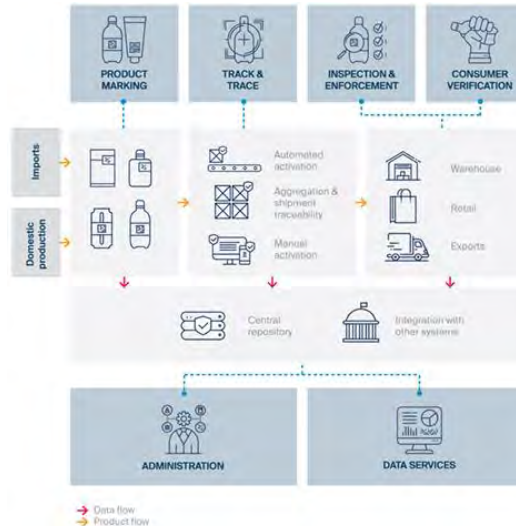 PRODUCT
MARKING
TRACK &
TRACE
INSPECTION &
ENFORCEMENT
CONSUMER
VERIFICATION
Imports
Domestic
production
Automated
activation
Aggregation &
shipment
traceability
Manual
activation
Warehouse
Retail
Exports
Central
repository
Integration with
other systems
ADMINISTRATION
DATA SERVICES
Data flow
Product flow